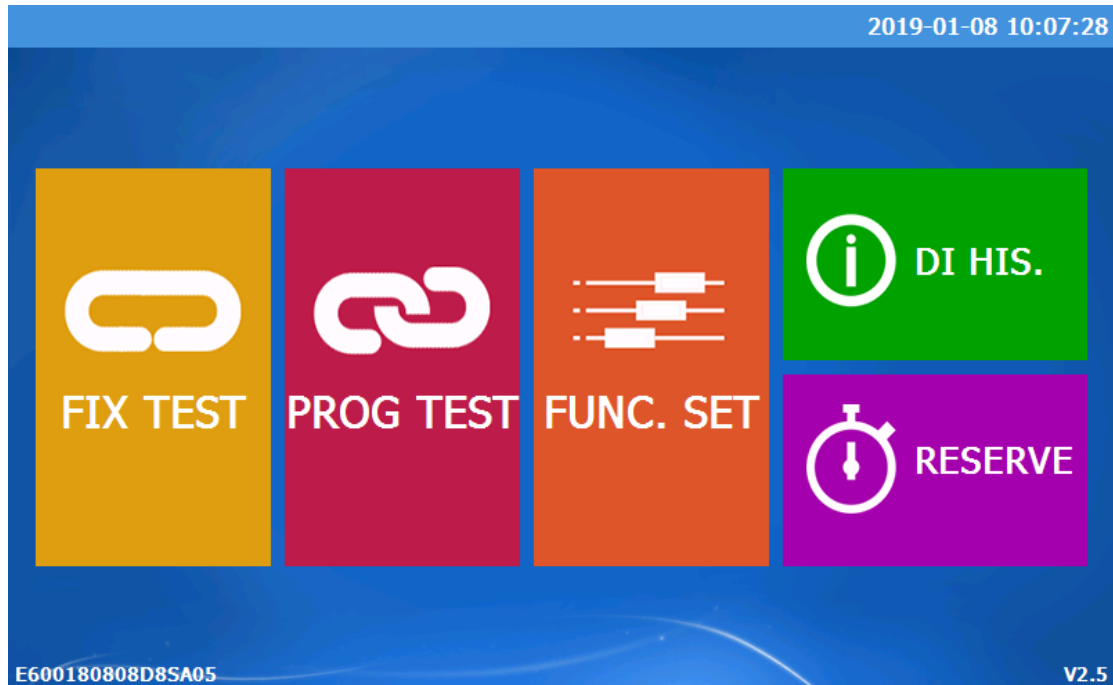 2019-01-08 10:07:28
FIX TEST
PROG TEST
FUNC. SET
DI HIS.
RESERVE
E600180808D8SA05
V2.5